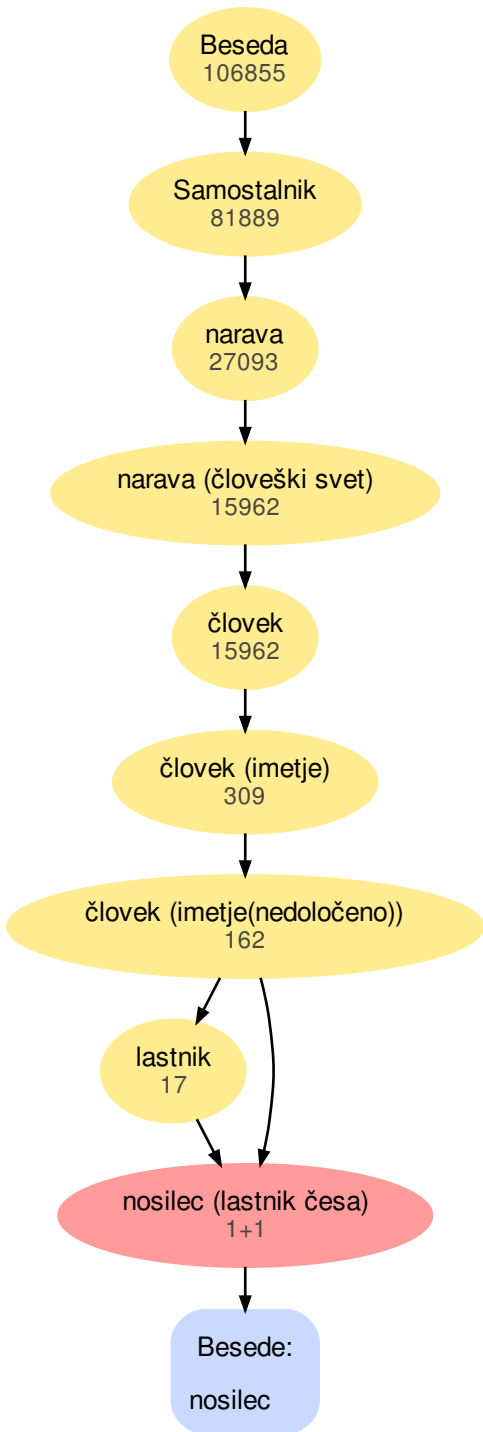 Beseda
106855
Samostalnik
81889
narava
27093
narava (človeški svet)
15962
človek
15962
človek (imetje)
309
človek (imetje(nedoločeno))
162
lastnik
17
nosilec (lastnik česa)
1+1
Besede:
nosilec